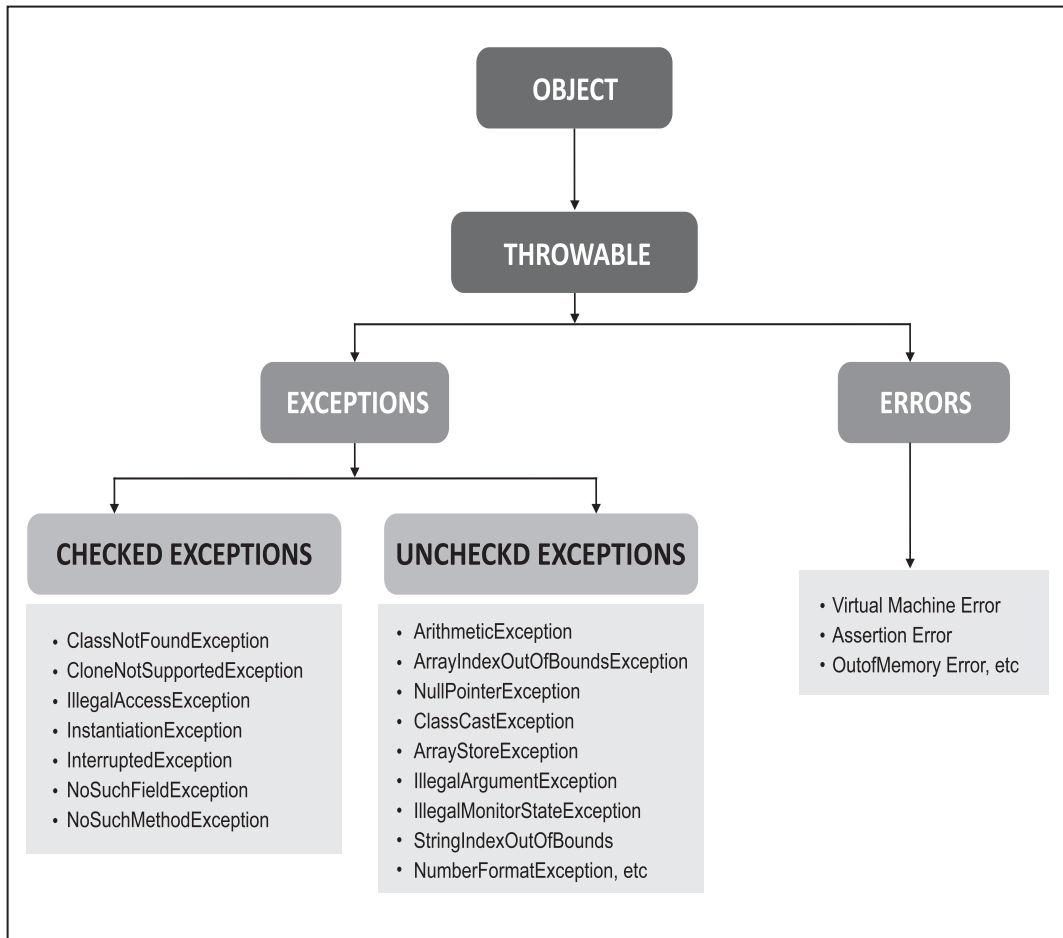 OBJECT
THROWABLE
EXCEPTIONS
ERRORS
CHECKED EXCEPTIONS
UNCHECKD EXCEPTIONS
• ClassNotFoundException
• CloneNotSupportedException
• IllegalAccessException
• InstantiationException
• InterruptedException
• NoSuchFieldException
• NoSuchMethodException
• ArithmeticException
• ArrayIndexOutOfBoundsException
• NullPointerException
• ClassCastException
• ArrayStoreException
• IllegalArgumentException
• IllegalMonitorStateException
• StringIndexOutOfBounds
• NumberFormatException, etc
• Virtual Machine Error
• Assertion Error
• OutofMemory Error, etc